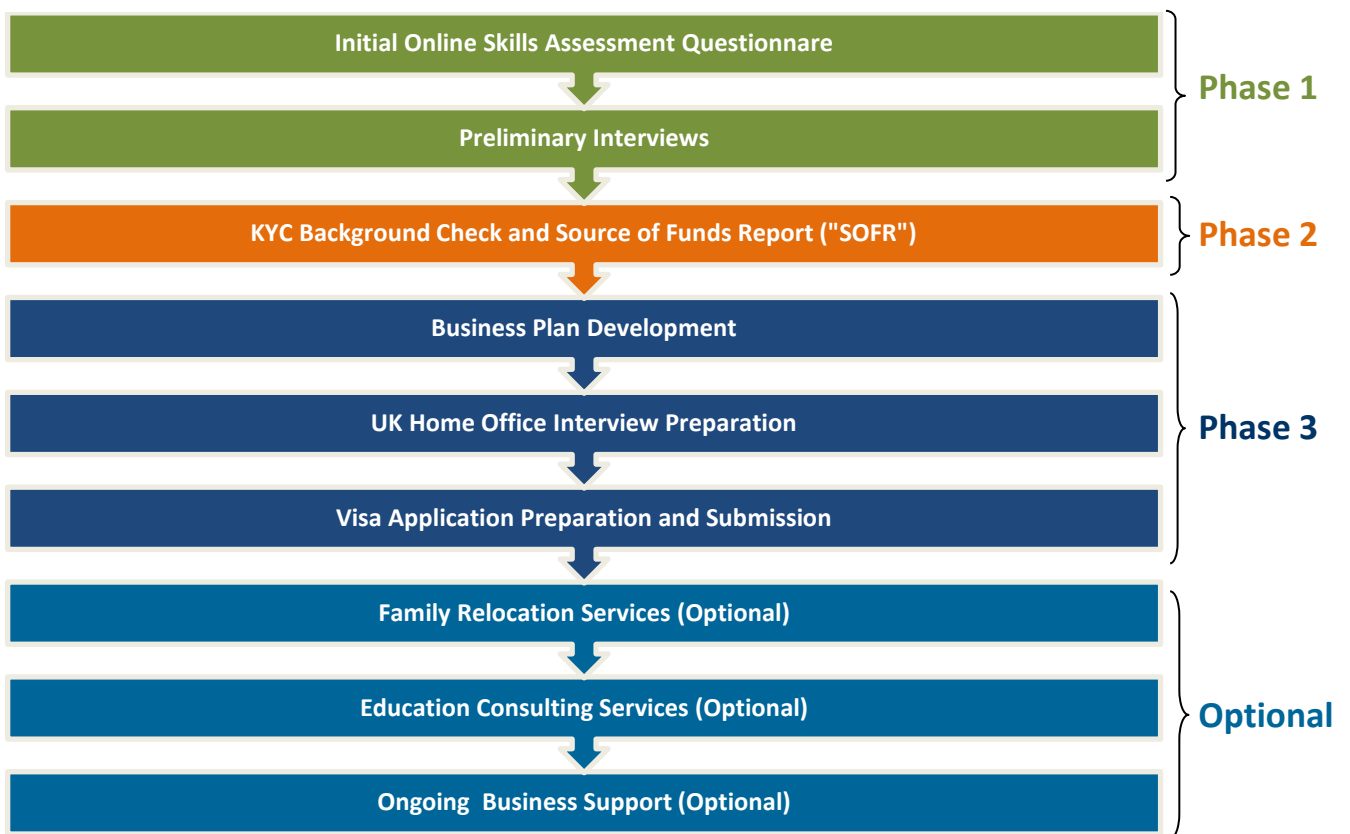 Initial Online Skills Assessment Questionnare
Phase 1
Preliminary Interviews
KYC Background Check and Source of Funds Report ("SOFR")
Phase 2
Business Plan Development
UK Home Office Interview Preparation
Phase 3
Visa Application Preparation and Submission
Family Relocation Services (Optional)
Education Consulting Services (Optional)
Optional
Ongoing  Business Support (Optional)